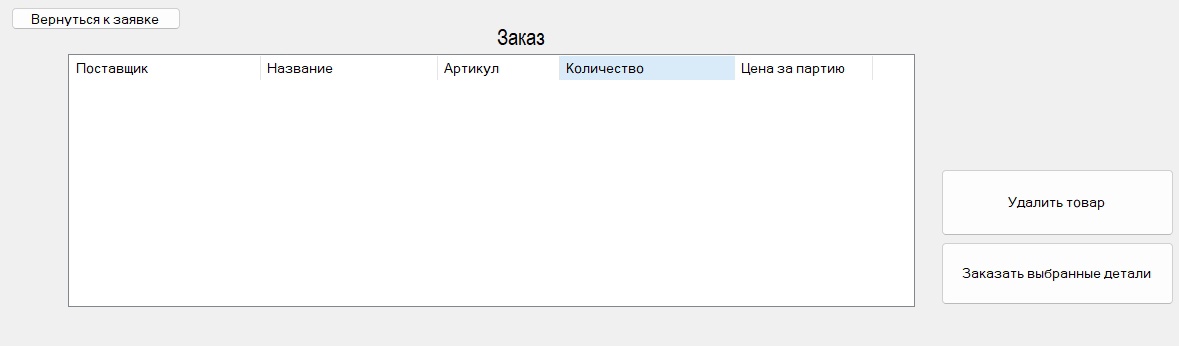 Вернуться к заявке
Заказ
Поставщик Название Артикул Количество Цена за партию
Удалить товар
Заказать выбранные детали